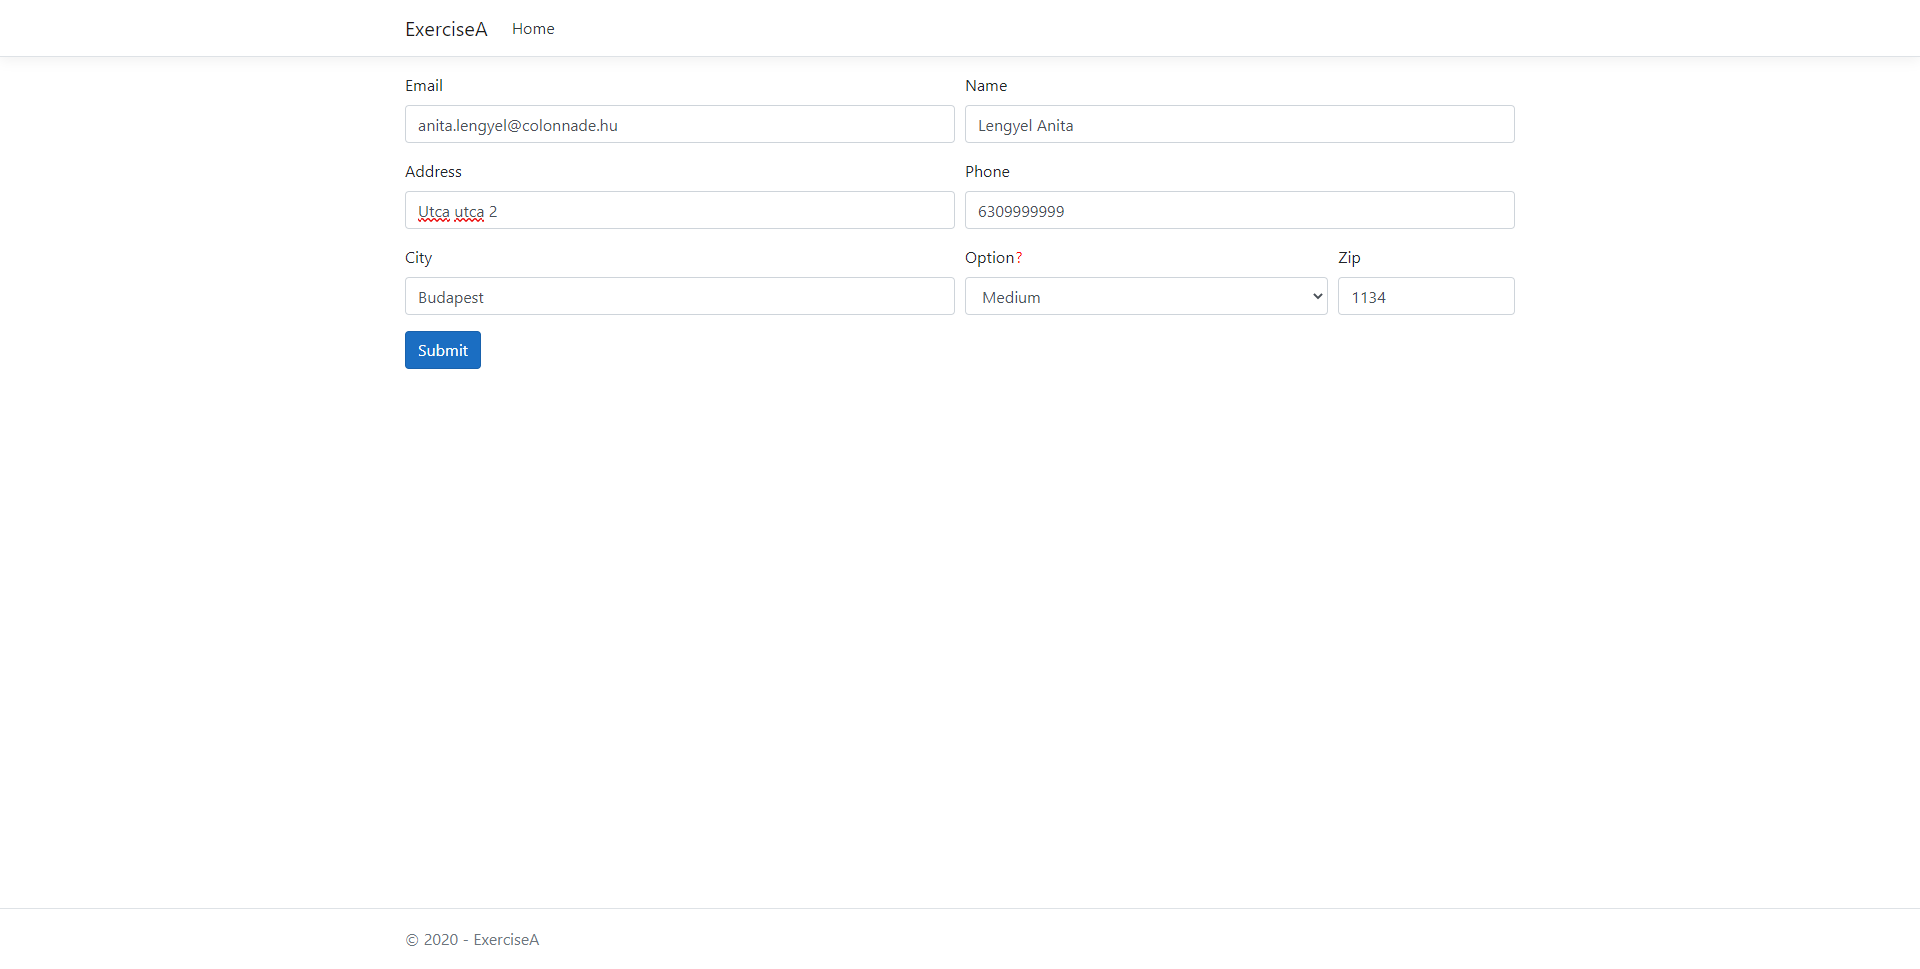 ExerciseA Home
Email Name
anita.lengyel@colonnade.hu Lengyel Anita
Address Phone
Utca utca 2 6309999999
City Option? Zip
Budapest Medium 1134
Submit
© 2020 - ExerciseA